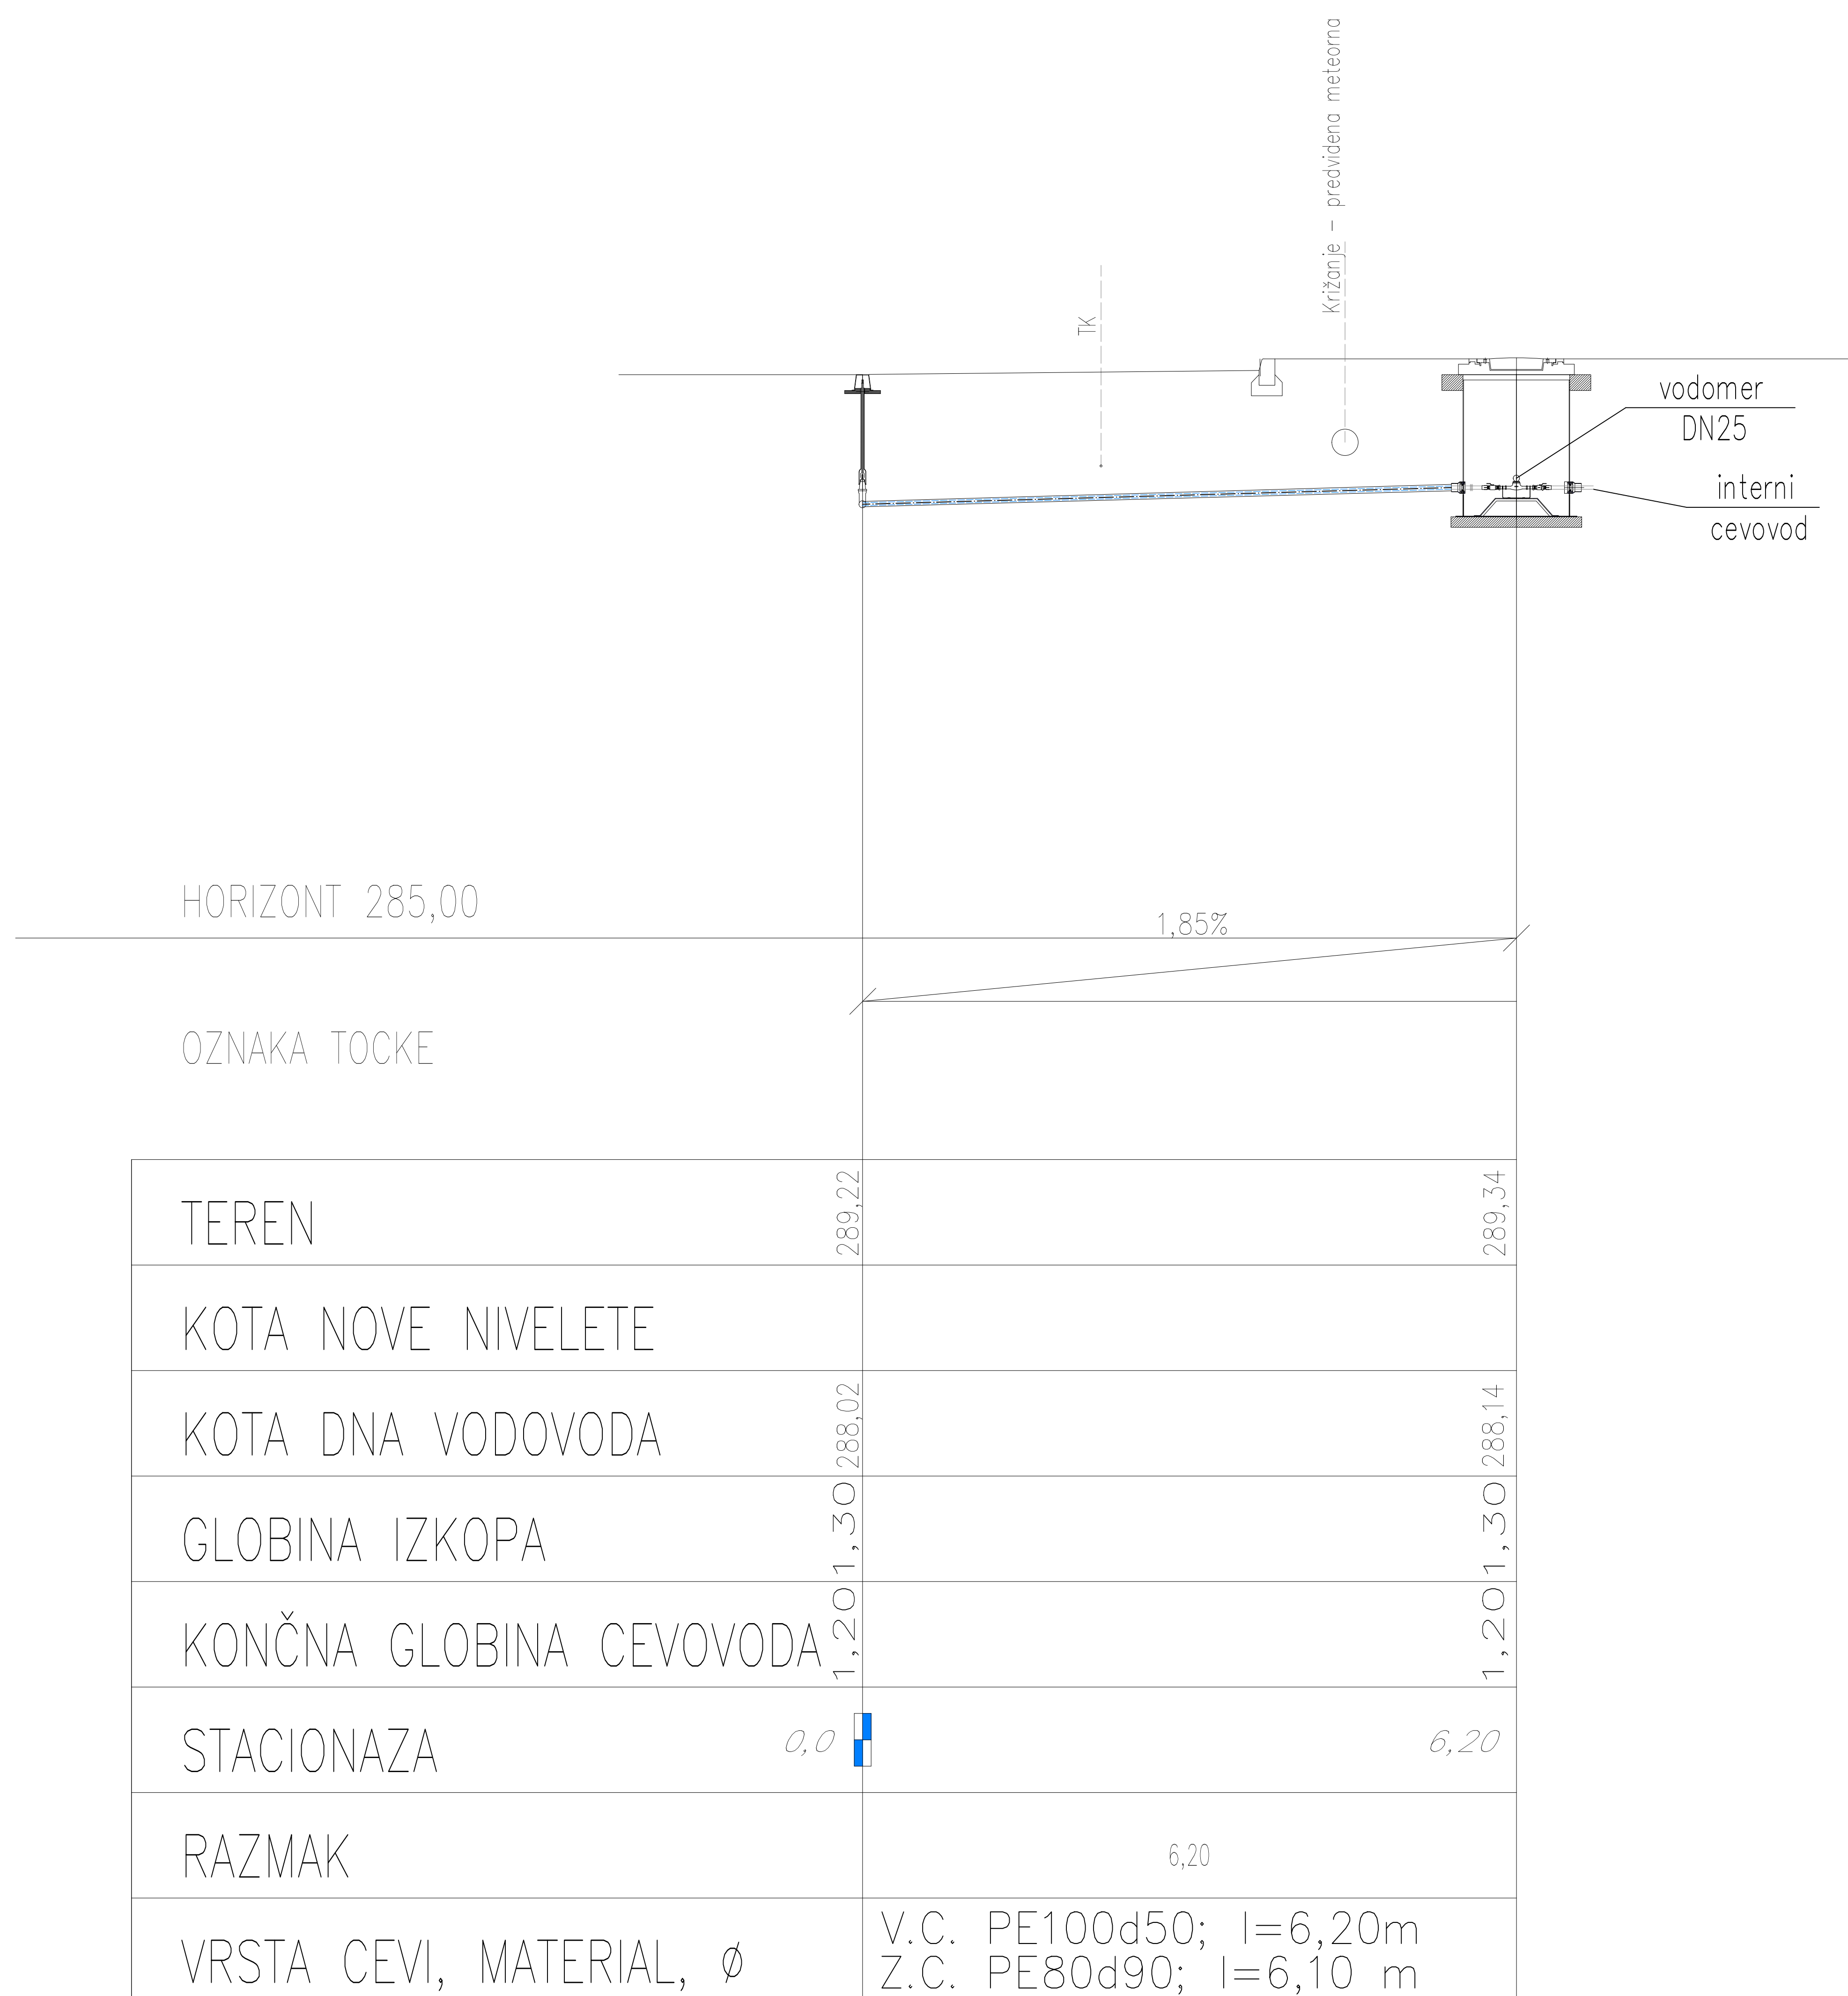 Križanje – predvidena meteorna
TK
vodomer
DN25
interni
cevovod
HORIZONT 285,00
1,85%
OZNAKA TOCKE
TEREN 289,22 289,34
KOTA NOVE NIVELETE
KOTA DNA VODOVODA 288,02 288,14
GLOBINA IZKOPA 1,30 1,30
KONČNA GLOBINA CEVOVODA 1,20 1,20
STACIONAZA 0,0 6,20
RAZMAK 6,20
VRSTA CEVI, MATERIAL, ø
V.C. PE100d50; l=6,20m
Z.C. PE80d90; l=6,10 m